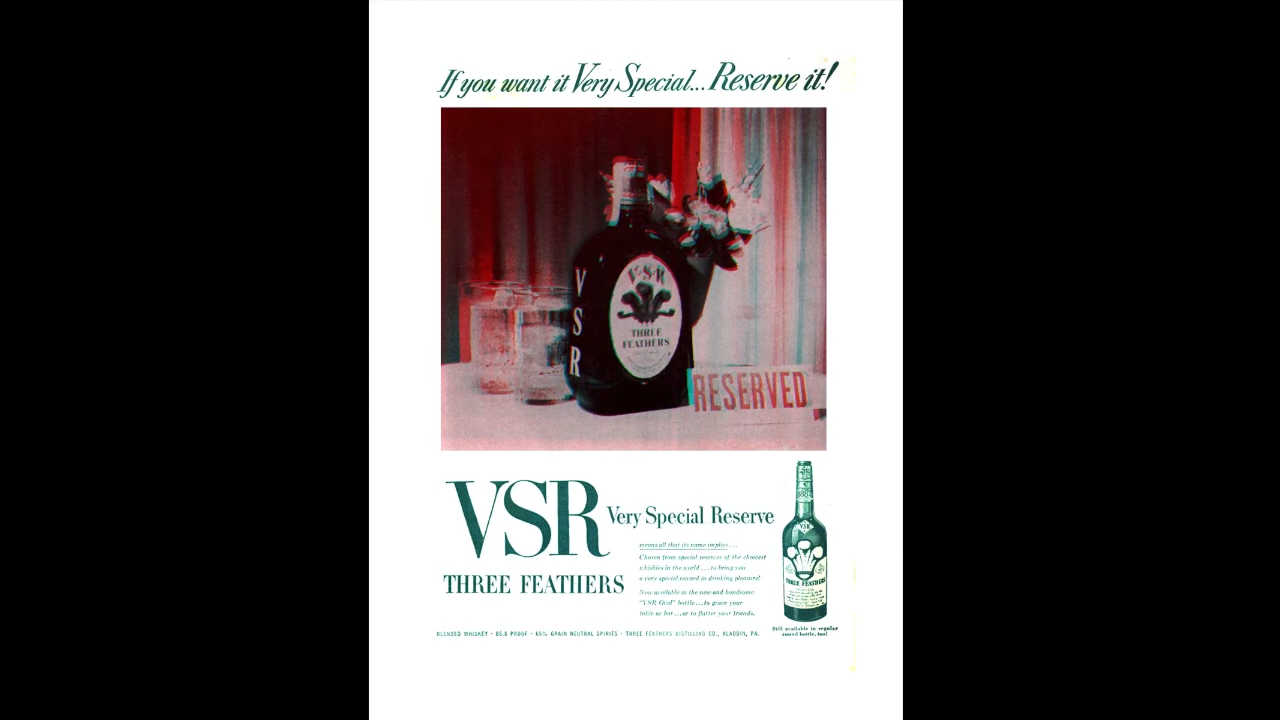 If you want it Very Special... Reserve it!
V·S·R
THREE
FEATHERS
V
S
R
RESERVED
VSR
Very Special Reserve
means all that its name implies...
Chosen from special reserves of the choicest
whiskies in the world...to bring you
a very special reward in drinking pleasure!
Now available in the new and handsome
"VSR Oval" bottle...to grace your
table or bar...or to flatter your friends.
THREE FEATHERS
VSR
THREE FEATHERS
Still available in regular
round bottle, too!
BLENDED WHISKEY · 86.8 PROOF · GRAIN NEUTRAL SPIRITS · THREE FEATHERS DISTILLING CO., ALADDIN, PA.